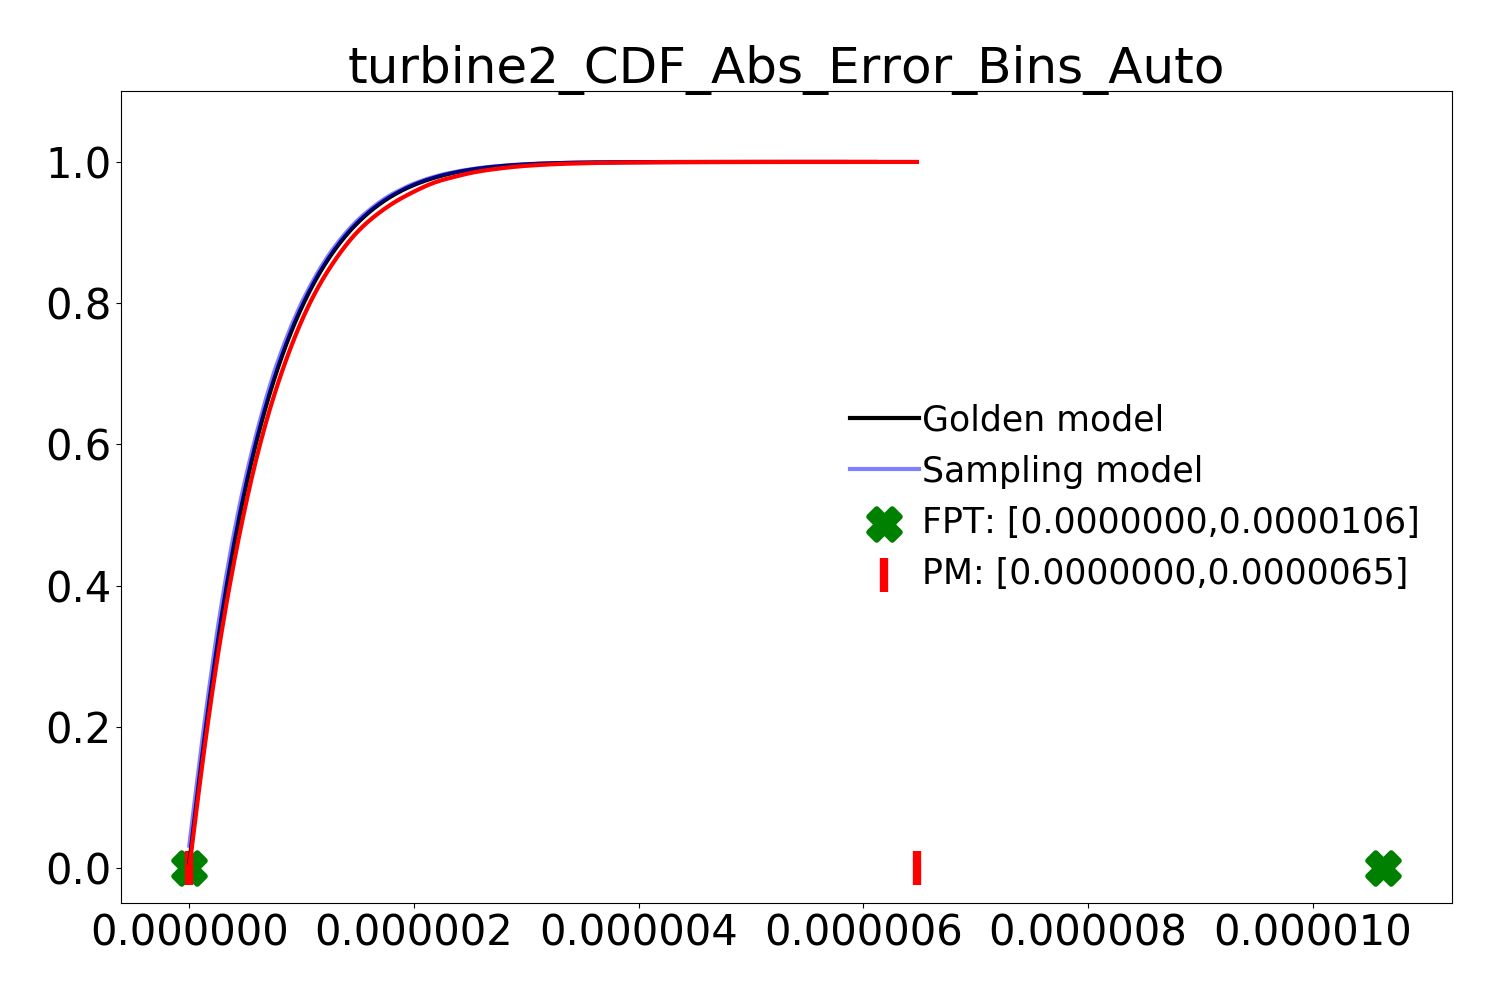 turbine2_CDF_Abs_Error_Bins_Auto
1.0
0.8
0.6
0.4
0.2
0.0
Golden model
Sampling model
FPT: [0.0000000,0.0000106]
PM: [0.0000000,0.0000065]
0.000000 0.000002 0.000004 0.000006 0.000008 0.000010